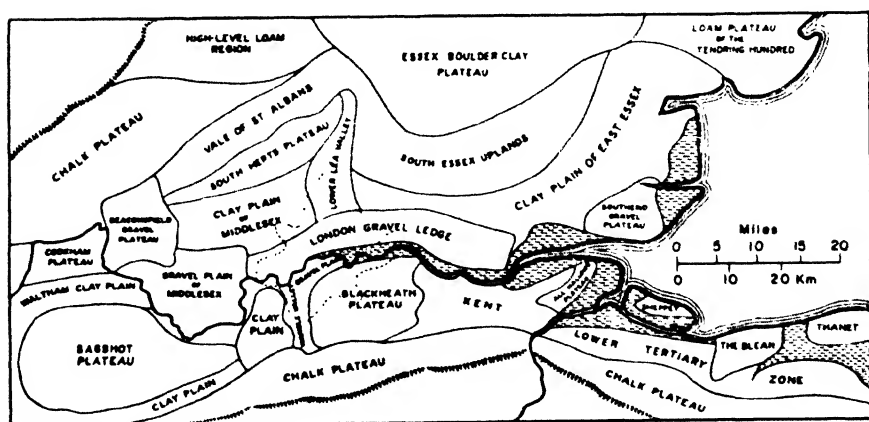 HIGH-LEVEL LOAM
REGION
ESSEX BOULDER CLAY
PLATEAU
LOAM PLATEAU
OF THE
TENDRING HUNDRED
CHALK PLATEAU
VALE OF ST ALBANS
SOUTH HERTS PLATEAU
LOWER LEA VALLEY
SOUTH ESSEX UPLANDS
CLAY PLAIN OF EAST ESSEX
BEACONSFIELD
GRAVEL
PLATEAU
CLAY PLAIN
OF
MIDDLESEX
LONDON GRAVEL LEDGE
SOUTHEND
GRAVEL
PLATEAU
Miles
0 5 10 15 20
0 10 20 Km
COOKHAM
PLATEAU
WALTHAM CLAY PLAIN
GRAVEL PLAIN
OF
MIDDLESEX
GRAVEL
CLAY
PLAIN
BLACKHEATH
PLATEAU
KENT
PLATEAU
SHEPPEY
BAGSHOT
PLATEAU
CLAY PLAIN
CHALK PLATEAU
LOWER TERTIARY
THE BLEAN
THANET
ZONE
CHALK PLATEAU